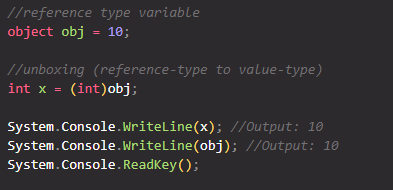 //reference type variable
object obj = 10;
//unboxing (reference-type to value-type)
int x = (int)obj;
System.Console.WriteLine(x); //Output: 10
System.Console.WriteLine(obj); //Output: 10
System.Console.ReadKey();